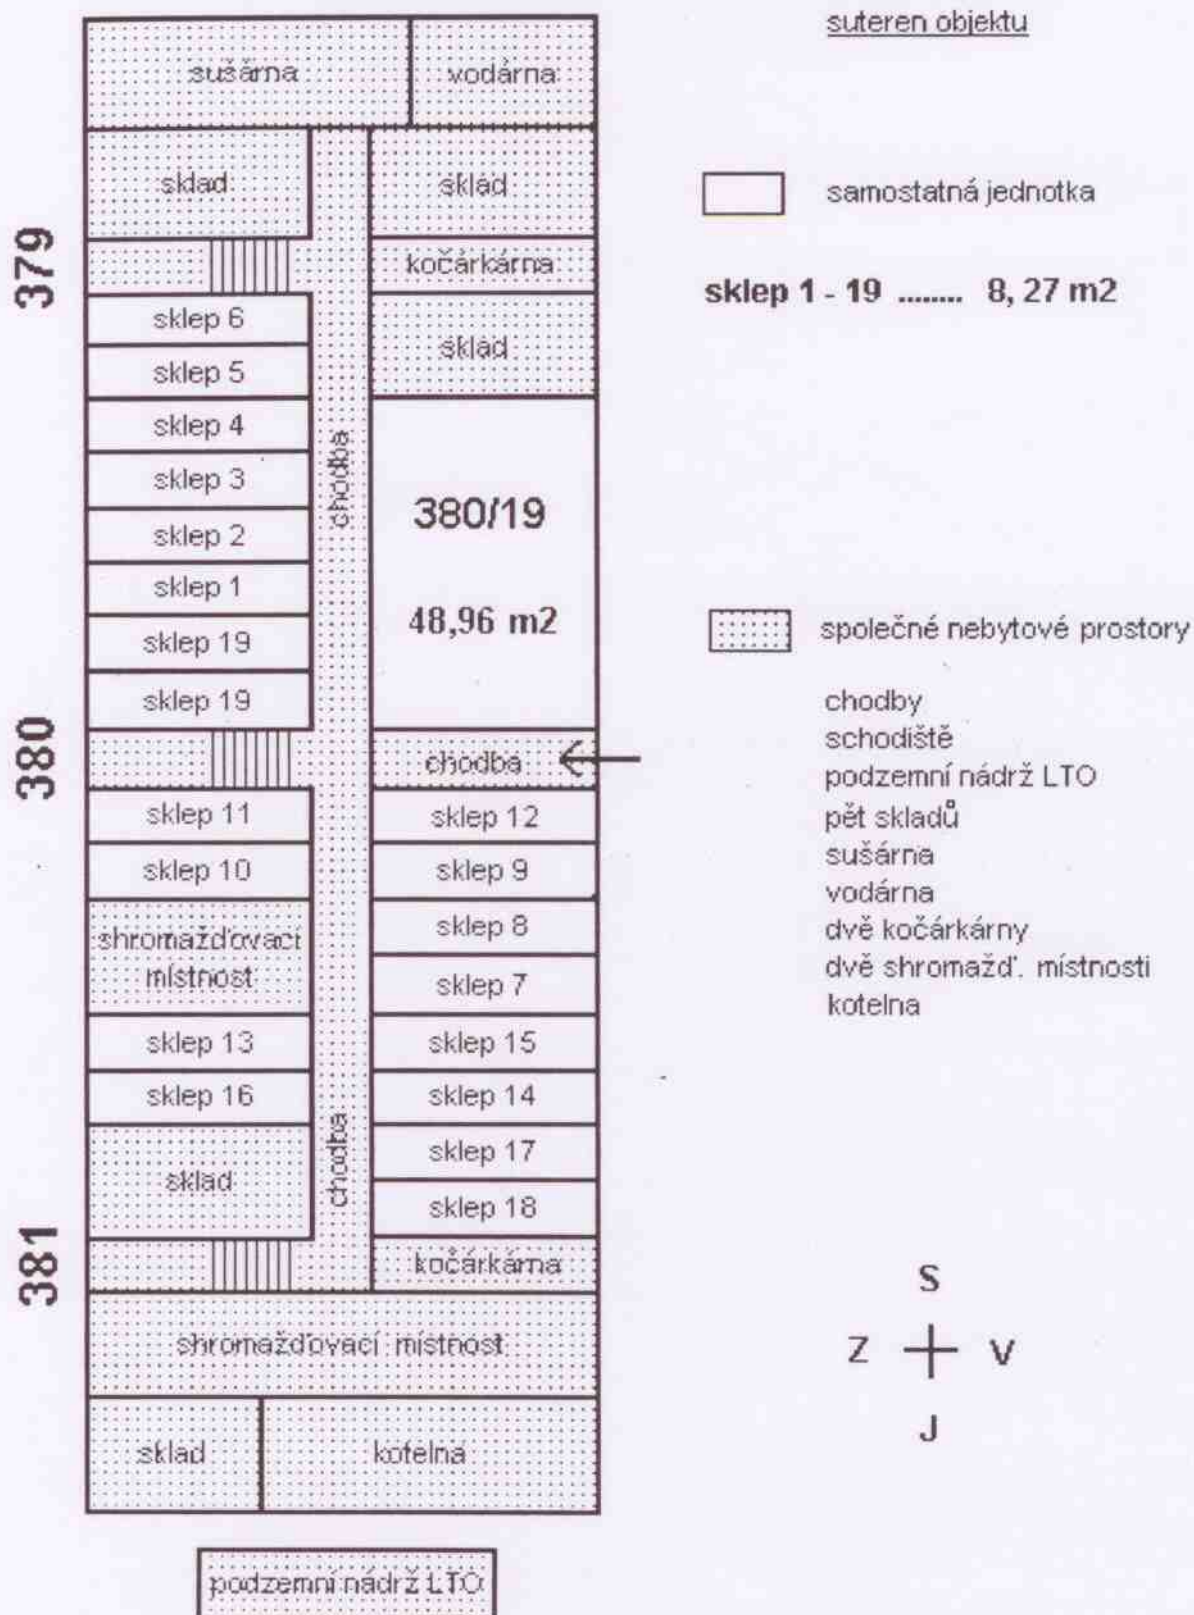 suteren objektu
sušárna
vodárna
sklad
sklad
samostatná jednotka
379
kočárkárna
sklep 1 - 19 ........ 8, 27 m2
sklep 6
sklad
sklep 5
sklep 4
chodba
sklep 3
380/19
sklep 2
sklep 1
48,96 m2
společné nebytové prostory
sklep 19
sklep 19
chodby
schodiště
podzemní nádrž LTO
pět skladů
sušárna
vodárna
dvě kočárkárny
dvě shromažď. místnosti
kotelna
380
chodba
sklep 11
sklep 12
sklep 10
sklep 9
shromažďovací
místnost
sklep 8
sklep 7
sklep 13
sklep 15
sklep 16
sklep 14
chodba
sklad
sklep 17
sklep 18
381
kočárkárna
S
Z V
J
shromažďovací místnost
sklad
kotelna
podzemní nádrž LTO